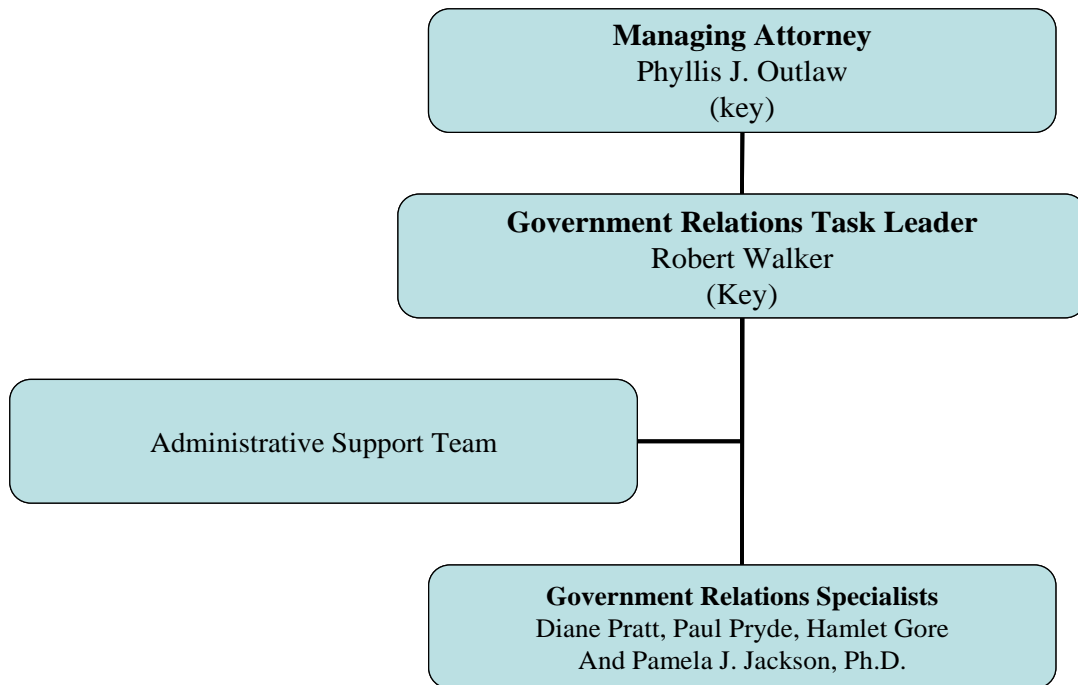 Managing Attorney
Phyllis J. Outlaw
(key)
Government Relations Task Leader
Robert Walker
(Key)
Administrative Support Team
Government Relations Specialists
Diane Pratt, Paul Pryde, Hamlet Gore
And Pamela J. Jackson, Ph.D.